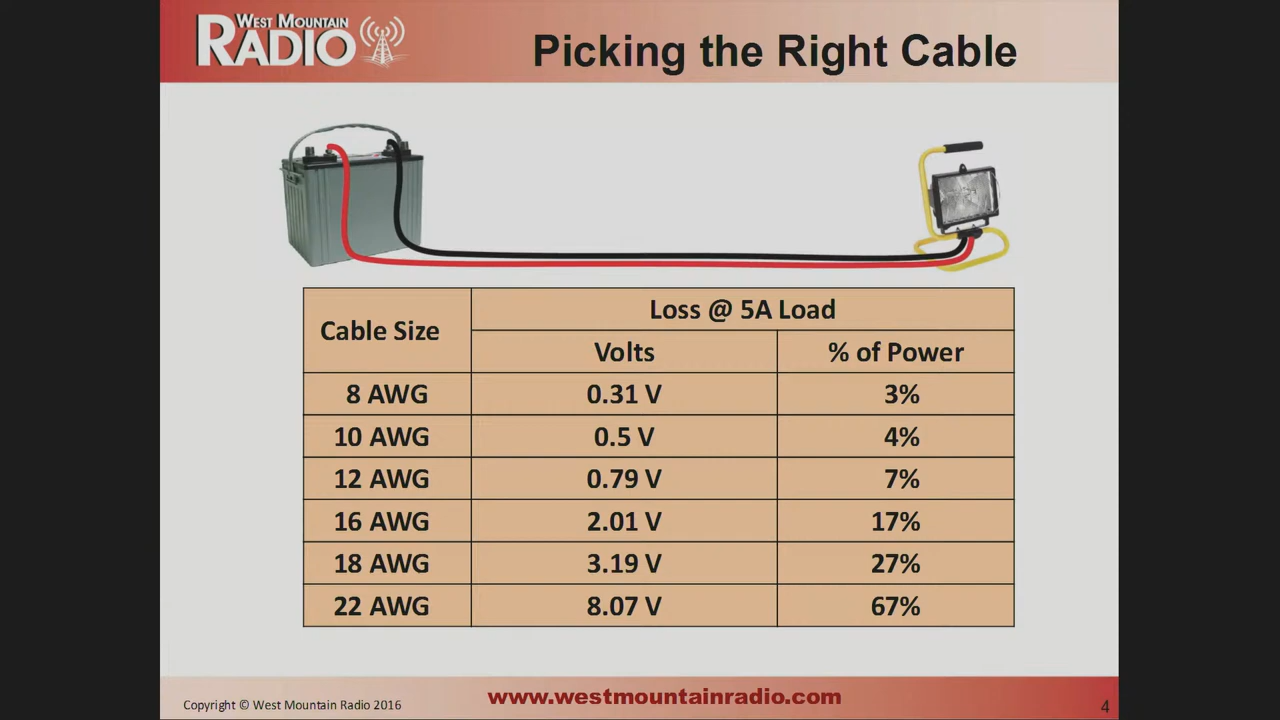 WEST MOUNTAIN
RADIO
Picking the Right Cable
Cable Size
Loss @ 5A Load
Volts % of Power
8 AWG 0.31 V 3%
10 AWG 0.5 V 4%
12 AWG 0.79 V 7%
16 AWG 2.01 V 17%
18 AWG 3.19 V 27%
22 AWG 8.07 V 67%
Copyright © West Mountain Radio 2016
www.westmountainradio.com
4